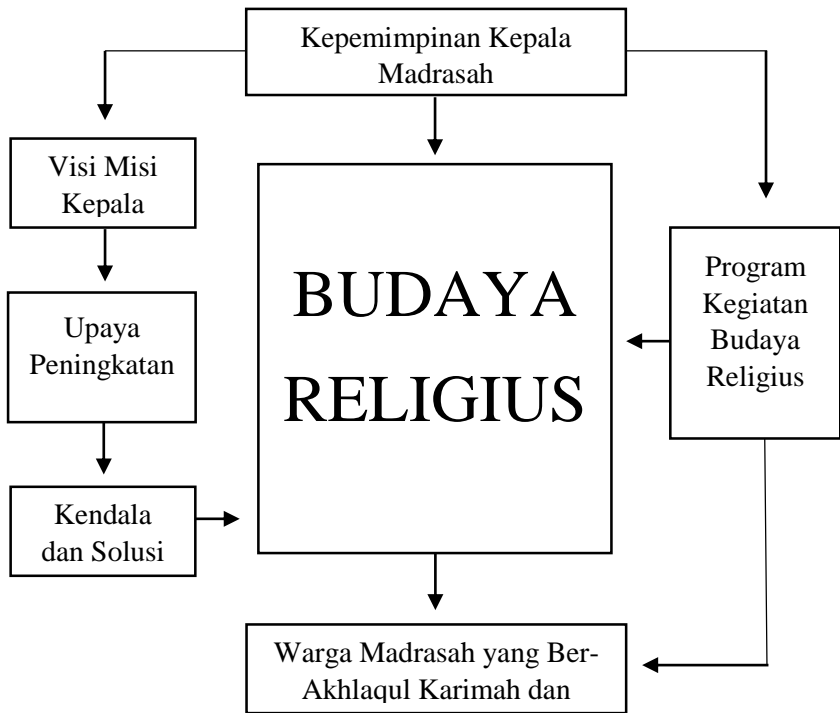 Kepemimpinan Kepala
Madrasah
Visi Misi
Kepala
Upaya
Peningkatan
Kendala
dan Solusi
BUDAYA
RELIGIUS
Program
Kegiatan
Budaya
Religius
Warga Madrasah yang Ber-
Akhlaqul Karimah dan